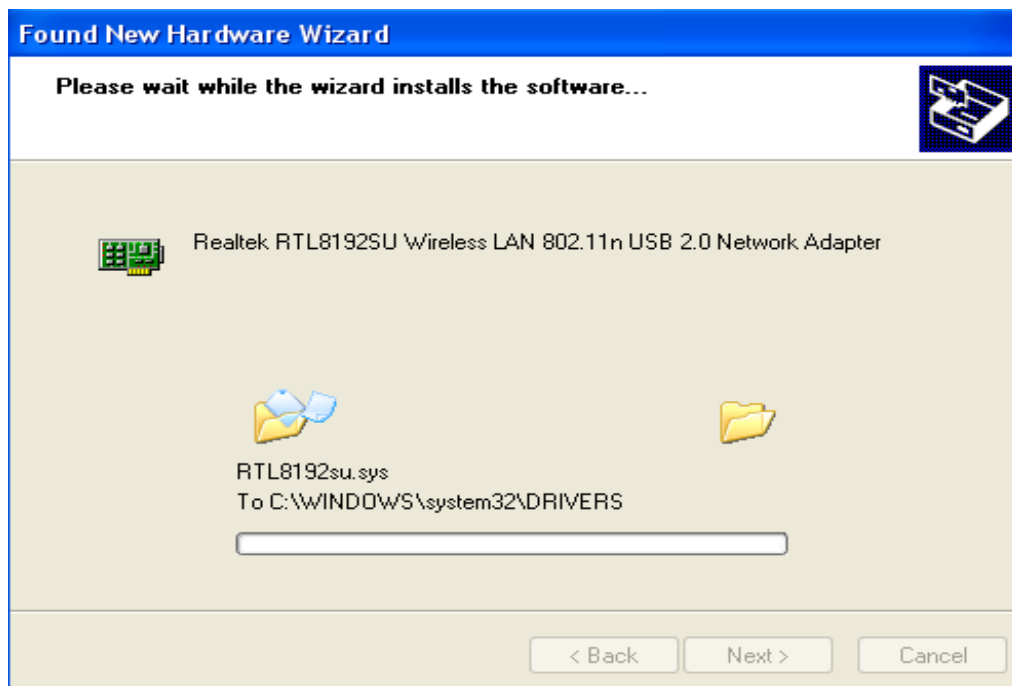 Found New Hardware Wizard
Please wait while the wizard installs the software...
Realtek RTL8192SU Wireless LAN 802.11n USB 2.0 Network Adapter
RTL8192su.sys
To C:\WINDOWS\system32\DRIVERS
< Back
Next >
Cancel